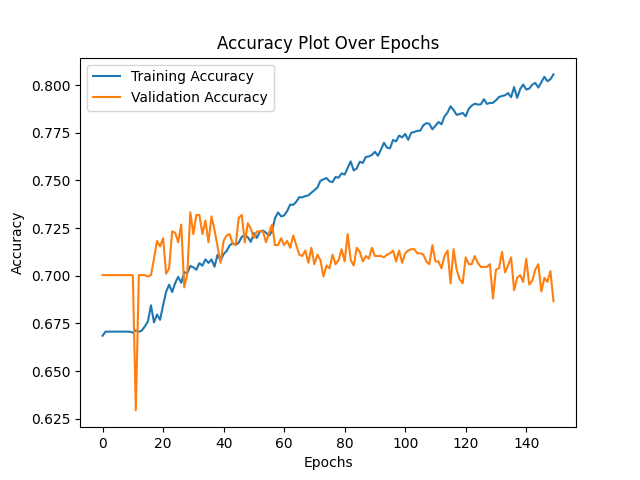 Accuracy Plot Over Epochs
Training Accuracy
Validation Accuracy
0.800
0.775
0.750
0.725
0.700
0.675
0.650
0.625
Accuracy
0 20 40 60 80 100 120 140
Epochs